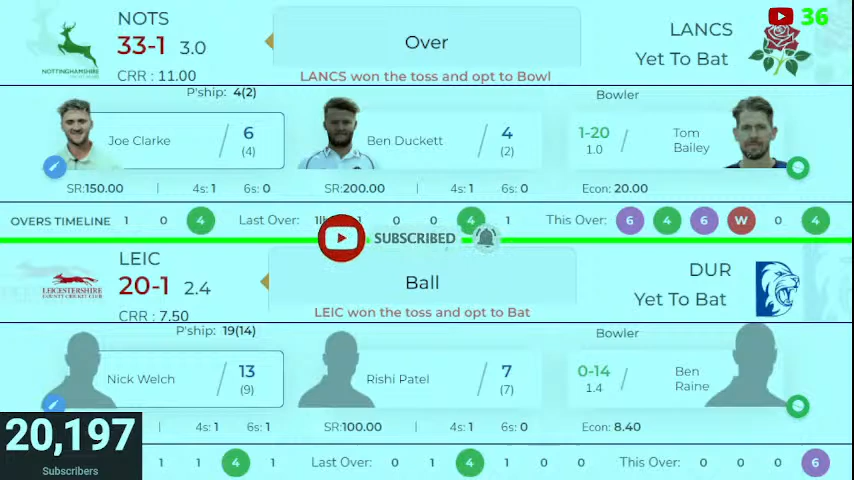 NOTS
33-1 3.0
CRR : 11.00
NOTTINGHAMSHIRE
Over
LANCS won the toss and opt to Bowl
36
LANCS
Yet To Bat
P'ship: 4(2)
Bowler
Joe Clarke / 6 (4)
Ben Duckett / 4 (2)
1-20 / 1.0 Tom Bailey
SR:150.00 | 4s: 1 6s: 0
SR:200.00 | 4s: 1 6s: 0
Econ: 20.00
OVERS TIMELINE 1 0 4 Last Over: 1 0 0 4 1 This Over: 6 4 6 W 0 4
SUBSCRIBED
LEIC
20-1 2.4
CRR : 7.50
LEICESTERSHIRE
COUNTY CRICKET CLUB
Ball
LEIC won the toss and opt to Bat
DUR
Yet To Bat
P'ship: 19(14)
Bowler
Nick Welch / 13 (9)
Rishi Patel / 7 (7)
0-14 / 1.4 Ben Raine
| 4s: 1 6s: 1
SR:100.00 | 4s: 1 6s: 0
Econ: 8.40
20,197
Subscribers
1 1 4 1 Last Over: 0 1 4 1 0 0 This Over: 0 0 0 6